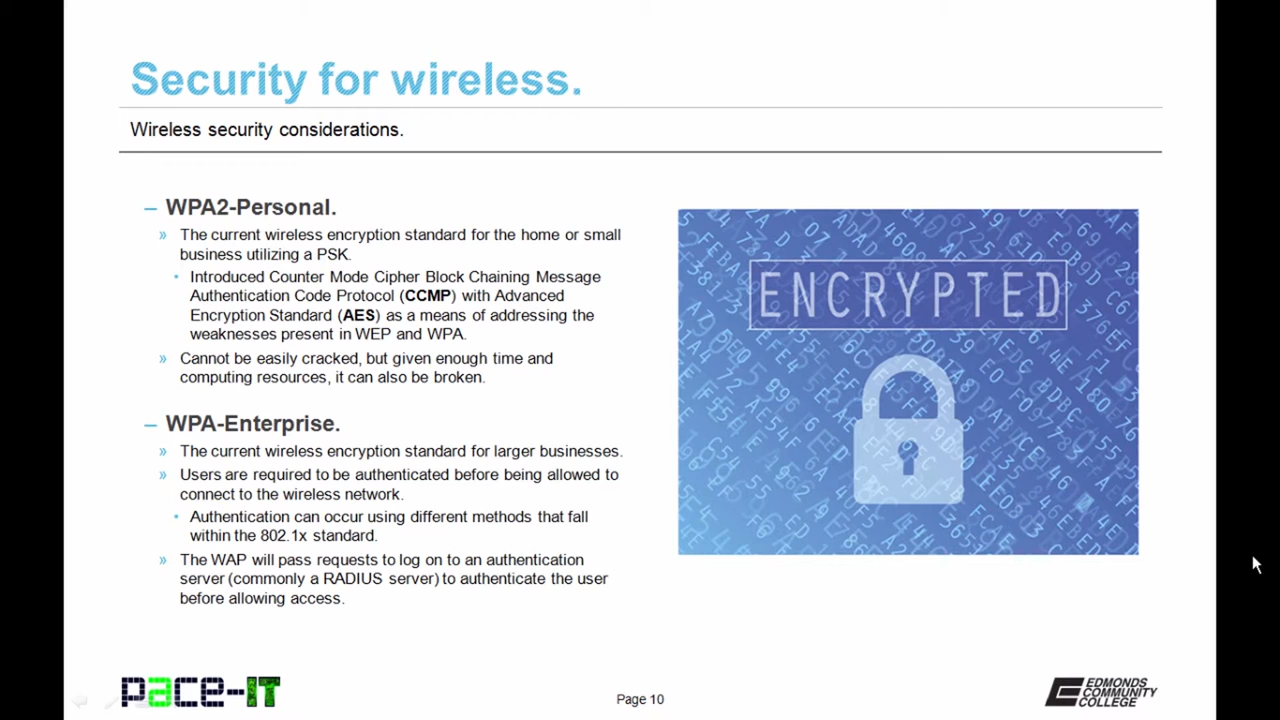 Security for wireless.
Wireless security considerations.
– WPA2-Personal.
» The current wireless encryption standard for the home or small
business utilizing a PSK.
• Introduced Counter Mode Cipher Block Chaining Message
Authentication Code Protocol (CCMP) with Advanced
Encryption Standard (AES) as a means of addressing the
weaknesses present in WEP and WPA.
» Cannot be easily cracked, but given enough time and
computing resources, it can also be broken.
– WPA-Enterprise.
» The current wireless encryption standard for larger businesses.
» Users are required to be authenticated before being allowed to
connect to the wireless network.
• Authentication can occur using different methods that fall
within the 802.1x standard.
» The WAP will pass requests to log on to an authentication
server (commonly a RADIUS server) to authenticate the user
before allowing access.
ENCRYPTED
pace-IT
Page 10
EDMONDS
COMMUNITY
COLLEGE